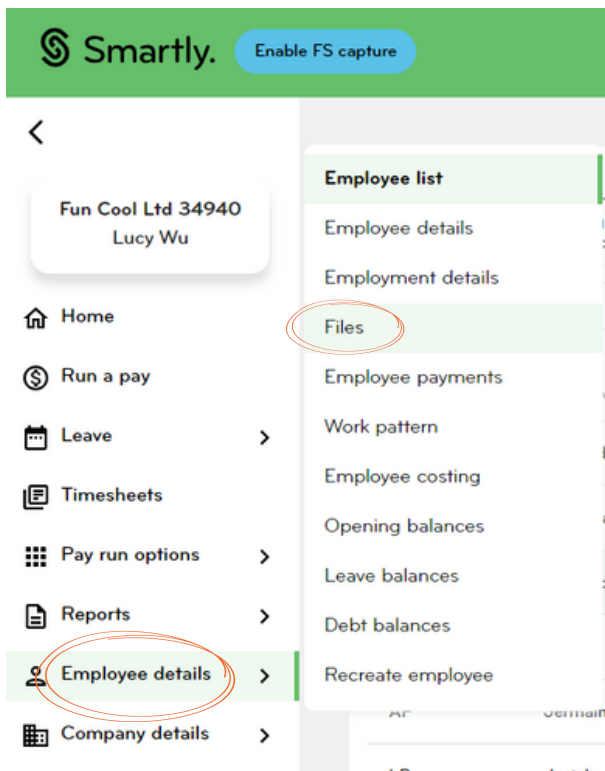 Smartly.
Enable FS capture
Fun Cool Ltd 34940
Lucy Wu
Home
Run a pay
Leave
Timesheets
Pay run options
Reports
Employee details
Company details
Employee list
Employee details
Employment details
Files
Employee payments
Work pattern
Employee costing
Opening balances
Leave balances
Debt balances
Recreate employee